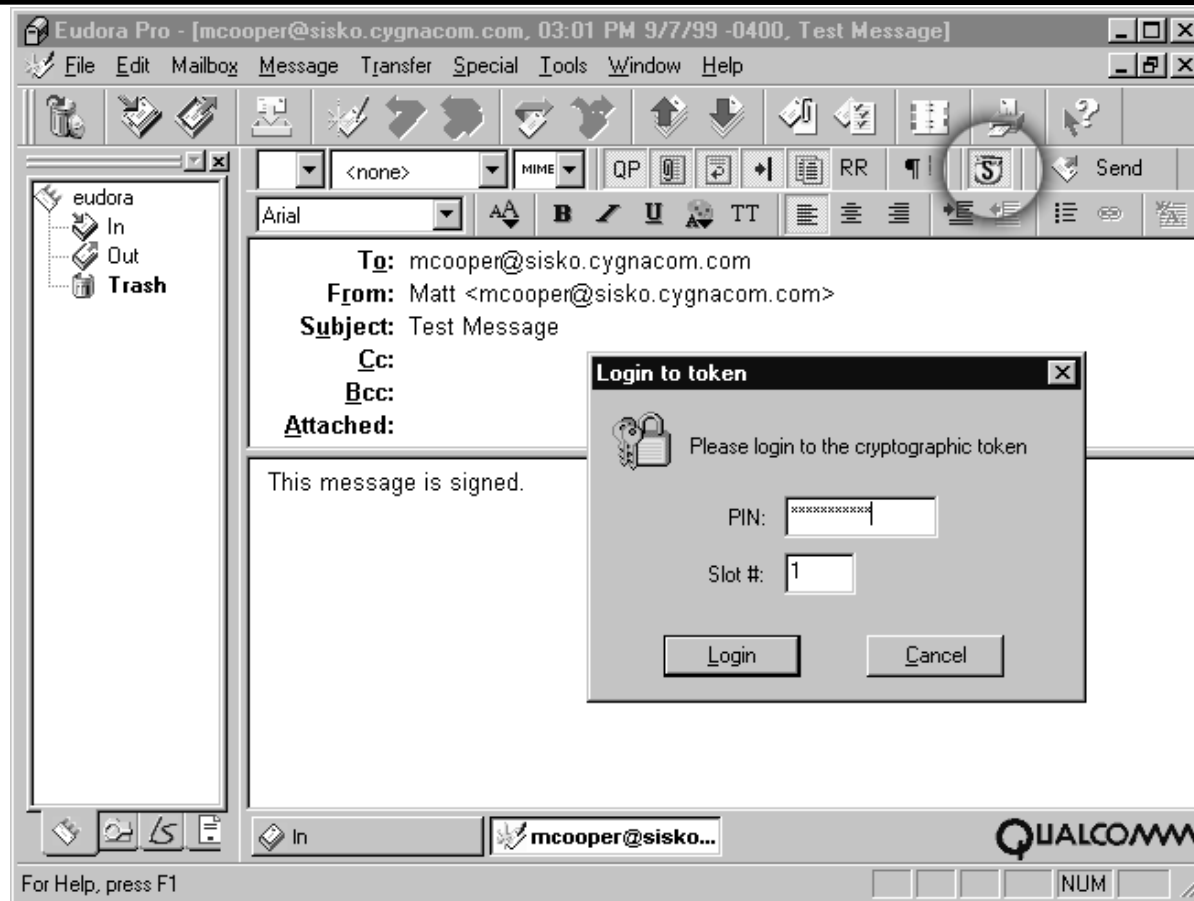 Eudora Pro - [mcooper@sisko.cygnacom.com, 03:01 PM 9/7/99 -0400, Test Message]
File Edit Mailbox Message Transfer Special Tools Window Help
<none> MIME QP RR ¶ S Send
Arial AA B U TT
eudora
In
Out
Trash
To: mcooper@sisko.cygnacom.com
From: Matt <mcooper@sisko.cygnacom.com>
Subject: Test Message
Cc:
Bcc:
Attached:
This message is signed.
Login to token
Please login to the cryptographic token
PIN: ***********
Slot #: 1
Login Cancel
In mcooper@sisko...
QUALCOMM
For Help, press F1
NUM